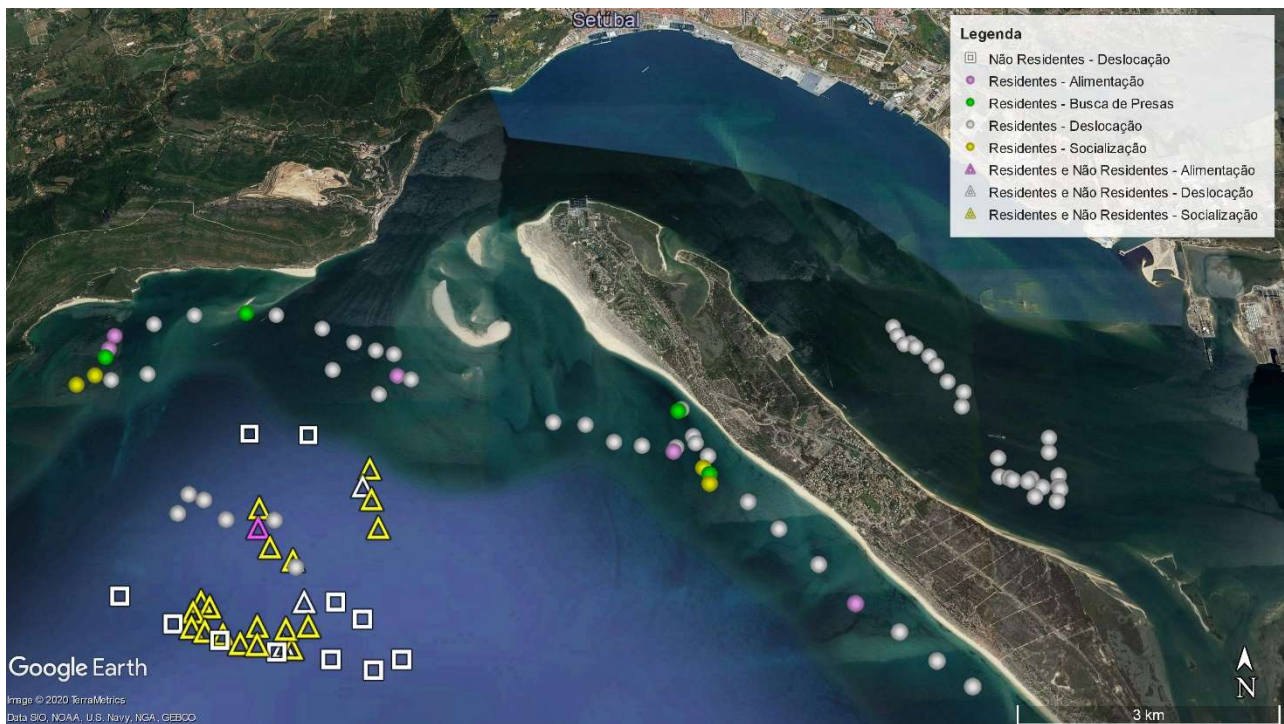 Setúbal
Legenda
Não Residentes - Deslocação
Residentes - Alimentação
Residentes - Busca de Presas
Residentes - Deslocação
Residentes - Socialização
Residentes e Não Residentes - Alimentação
Residentes e Não Residentes - Deslocação
Residentes e Não Residentes - Socialização
Google Earth
Image © 2020 TerraMetrics
Data SIO, NOAA, U.S. Navy, NGA, GEBCO
N
3 km